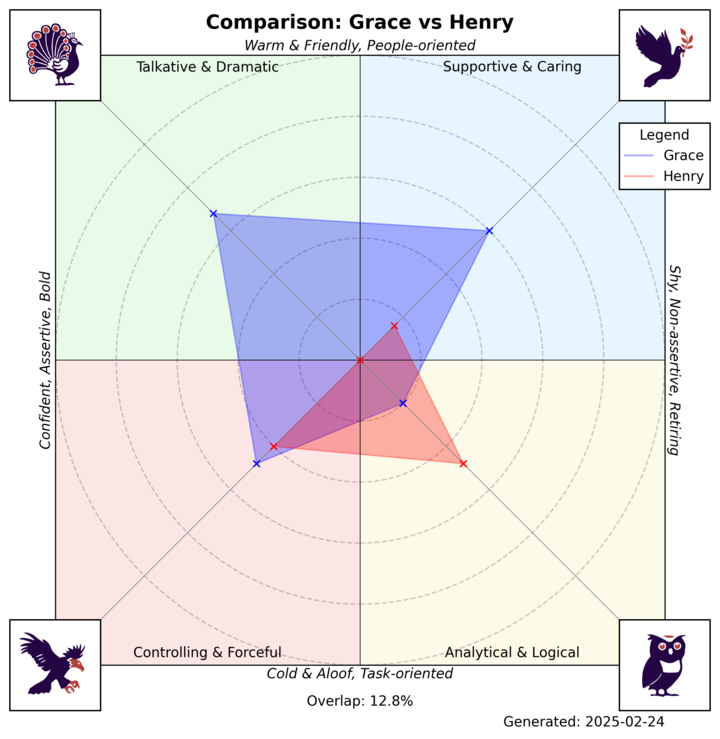 Comparison: Grace vs Henry
Warm & Friendly, People-oriented
Talkative & Dramatic
Supportive & Caring
Legend
Grace
Henry
Confident, Assertive, Bold
Shy, Non-assertive, Retiring
Controlling & Forceful
Analytical & Logical
Cold & Aloof, Task-oriented
Overlap: 12.8%
Generated: 2025-02-24